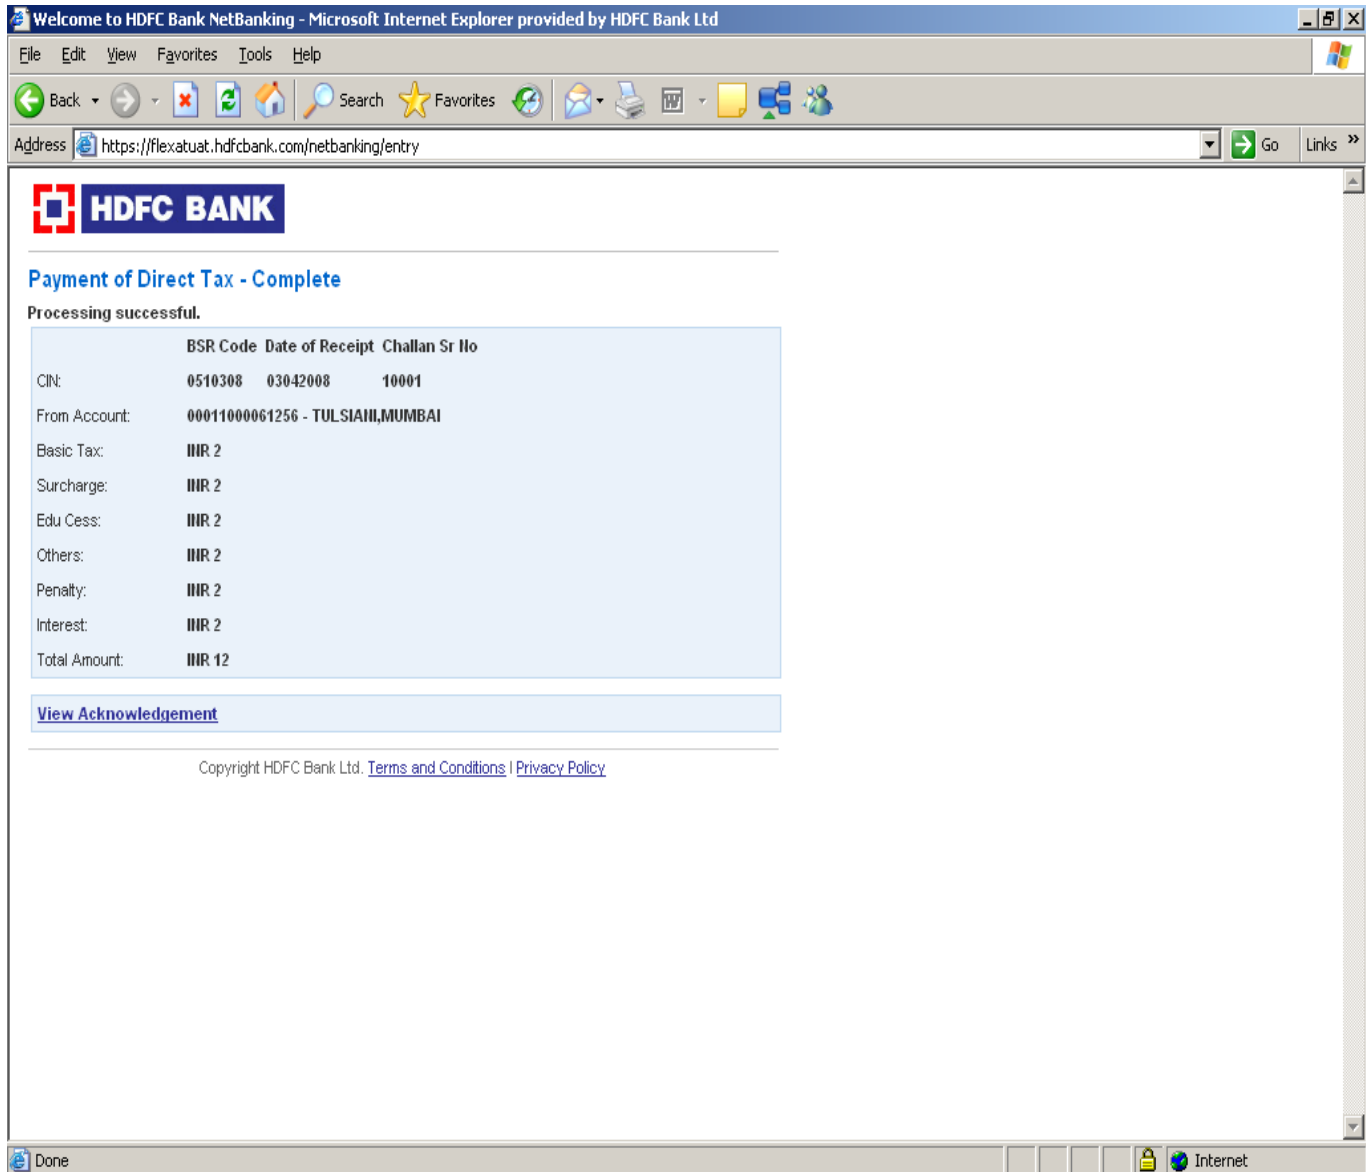 Welcome to HDFC Bank NetBanking - Microsoft Internet Explorer provided by HDFC Bank Ltd
File Edit View Favorites Tools Help
Back Search Favorites
Address https://flexatuat.hdfcbank.com/netbanking/entry Go Links »
HDFC BANK
Payment of Direct Tax - Complete
Processing successful.
BSR Code Date of Receipt Challan Sr No
CIN: 0510308 03042008 10001
From Account: 00011000061256 - TULSIANI,MUMBAI
Basic Tax: INR 2
Surcharge: INR 2
Edu Cess: INR 2
Others: INR 2
Penalty: INR 2
Interest: INR 2
Total Amount: INR 12
View Acknowledgement
Copyright HDFC Bank Ltd. Terms and Conditions | Privacy Policy
Done Internet